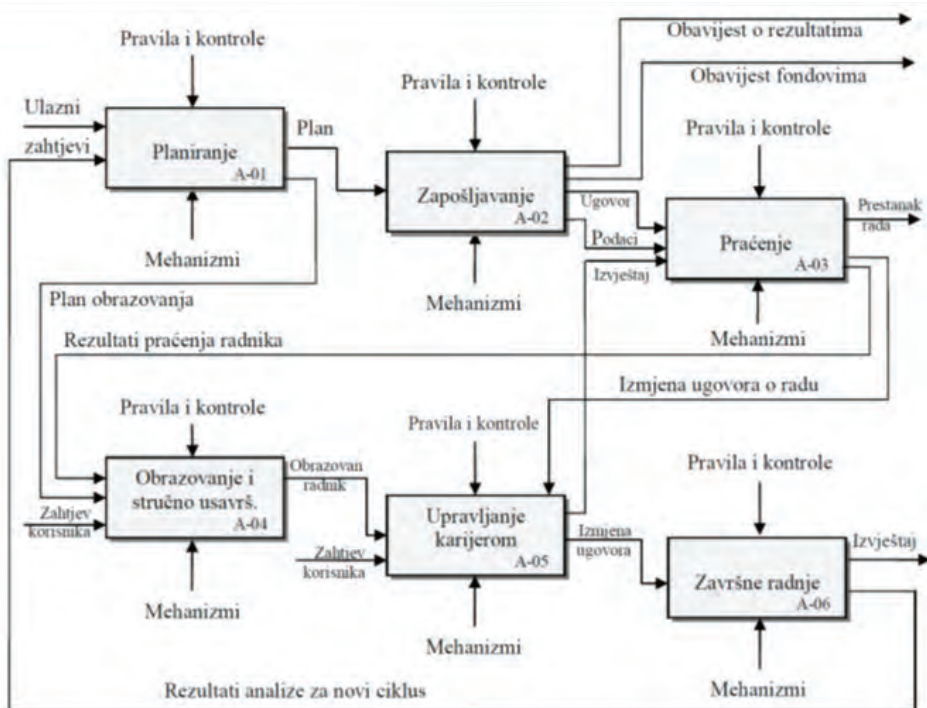 Pravila i kontrole
Obavijest o rezultatima
Obavijest fondovima
Pravila i kontrole
Ulazni
zahtjevi
Planiranje
A-01
Plan
Pravila i kontrole
Zapošljavanje
A-02
Ugovor
Podaci
Izvještaj
Praćenje
A-03
Prestanak
rada
Mehanizmi
Plan obrazovanja
Mehanizmi
Mehanizmi
Rezultati praćenja radnika
Izmjena ugovora o radu
Pravila i kontrole
Pravila i kontrole
Pravila i kontrole
Obrazovanje i
stručno usavrš.
A-04
Obrazovan
radnik
Zahtjev
korisnika
Upravljanje
karijerom
A-05
Zahtjev
korisnika
Izmjena
ugovora
Završne radnje
A-06
Izvještaj
Mehanizmi
Mehanizmi
Mehanizmi
Rezultati analize za novi ciklus